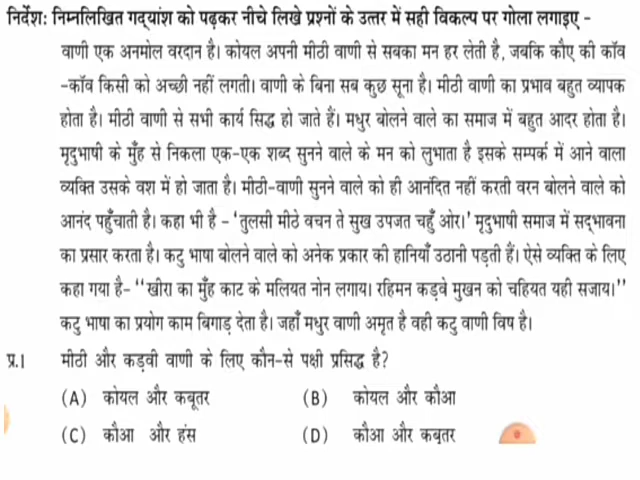 निर्देश: निम्नलिखित गद्यांश को पढ़कर नीचे लिखे प्रश्नों के उत्तर में सही विकल्प पर गोला लगाइए -
वाणी एक अनमोल वरदान है। कोयल अपनी मीठी वाणी से सबका मन हर लेती है, जबकि कौए की काँव
-काँव किसी को अच्छी नहीं लगती। वाणी के बिना सब कुछ सूना है। मीठी वाणी का प्रभाव बहुत व्यापक
होता है। मीठी वाणी से सभी कार्य सिद्ध हो जाते हैं। मधुर बोलने वाले का समाज में बहुत आदर होता है।
मृदुभाषी के मुँह से निकला एक-एक शब्द सुनने वाले के मन को लुभाता है इसके सम्पर्क में आने वाला
व्यक्ति उसके वश में हो जाता है। मीठी-वाणी सुनने वाले को ही आनंदित नहीं करती वरन बोलने वाले को
आनंद पहुँचाती है। कहा भी है - 'तुलसी मीठे वचन ते सुख उपजत चहुँ ओर।' मृदुभाषी समाज में सद्भावना
का प्रसार करता है। कटु भाषा बोलने वाले को अनेक प्रकार की हानियाँ उठानी पड़ती हैं। ऐसे व्यक्ति के लिए
कहा गया है- ''खीरा का मुँह काट के मलियत नोन लगाय। रहिमन कड़वे मुखन को चहियत यही सजाय।''
कटु भाषा का प्रयोग काम बिगाड़ देता है। जहाँ मधुर वाणी अमृत है वही कटु वाणी विष है।
प्र.1 मीठी और कड़वी वाणी के लिए कौन-से पक्षी प्रसिद्ध है?
(A) कोयल और कबूतर (B) कोयल और कौआ
(C) कौआ और हंस (D) कौआ और कबूतर